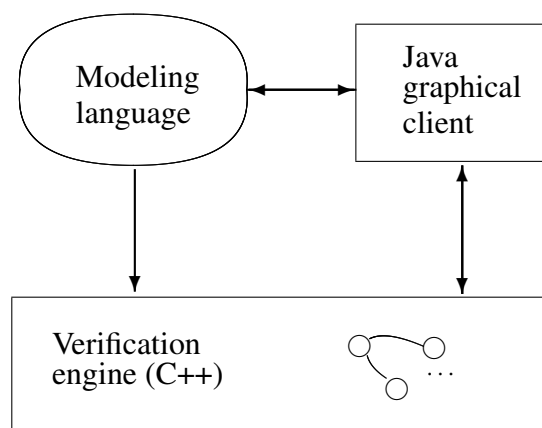 Modeling
language
Java
graphical
client
Verification
engine (C++)
...